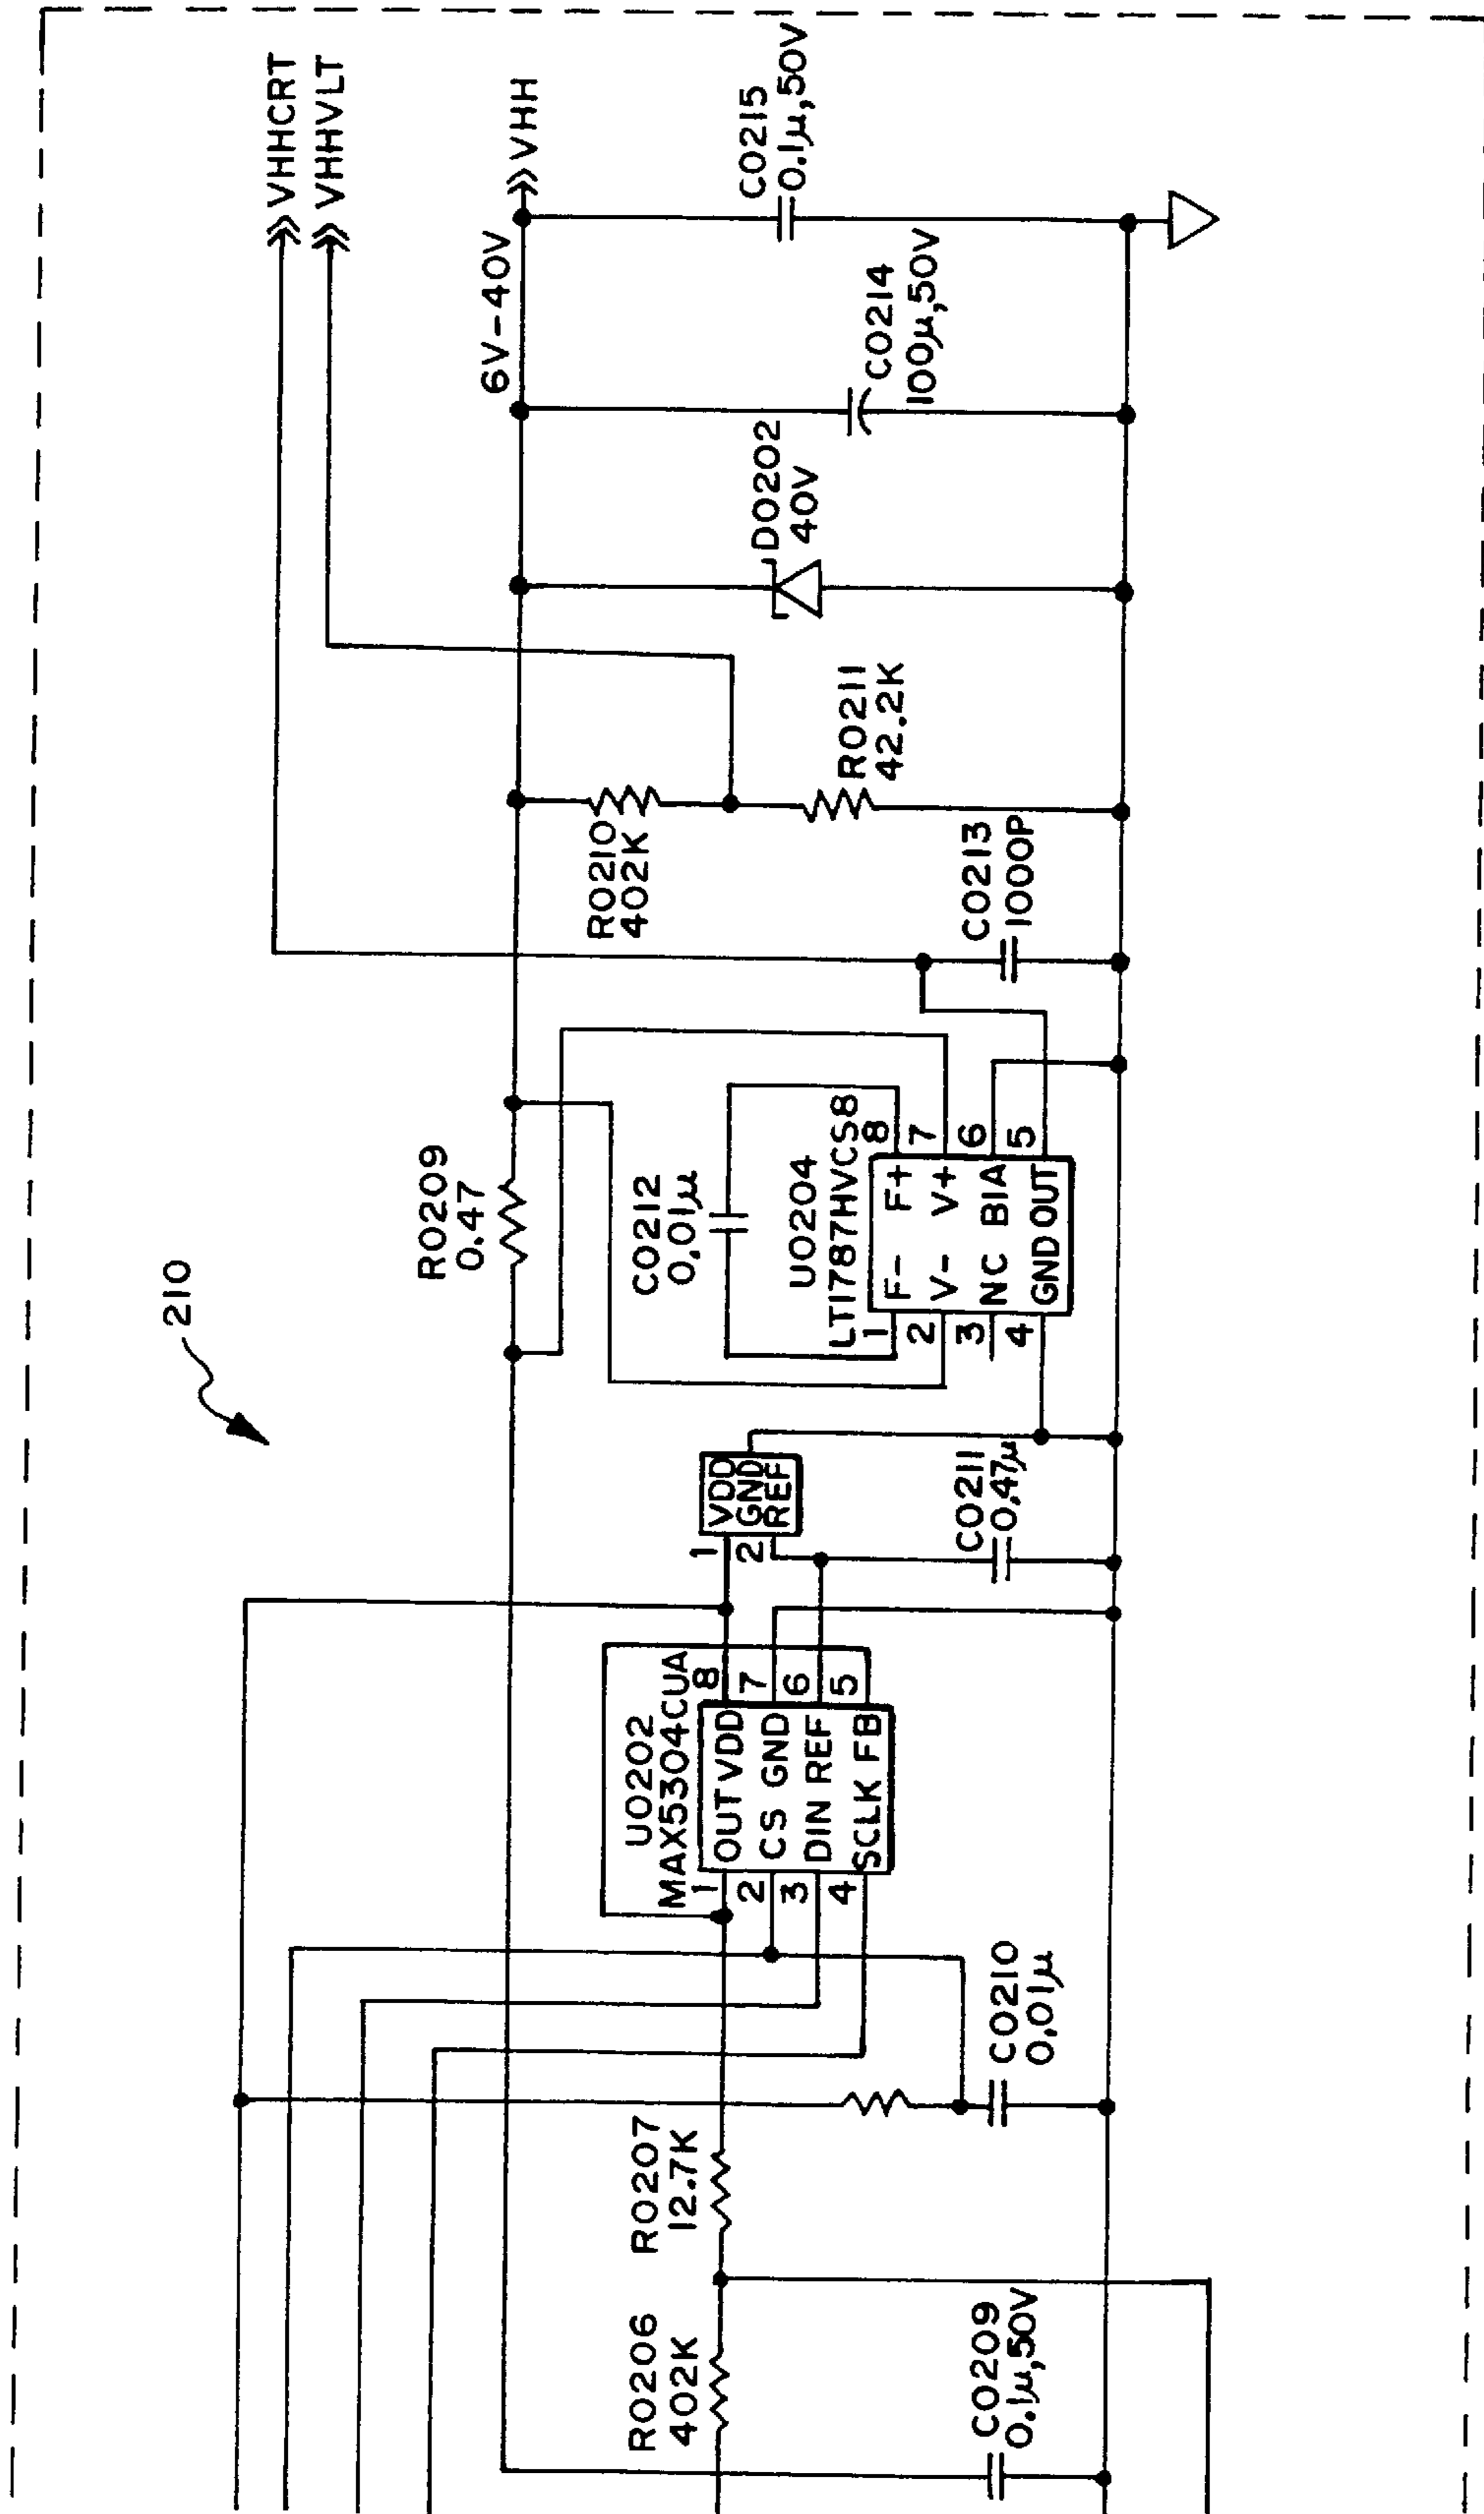 210
VHHCRT
VHHVLT
6V-40V
VHH
R0206
402K
C0209
0.1µ,50V
R0207
12.7K
C0210
0,01µ
U0202
MAX5304CUA
1 OUT VDD 8
2 CS GND 7
3 DIN REF 6
4 SCLK FB 5
1 VDD
GND
2 REF
C0211
0,47µ
R0209
0.47
C0212
0,01µ
U0204
LT1787HVCS8
1 F- F+ 8
2 V- V+ 7
3 NC BIA 6
4 GND OUT 5
C0213
1000P
R0210
402K
R0211
42.2K
D0202
40V
C0214
100µ,50V
C0215
0.1µ,50V